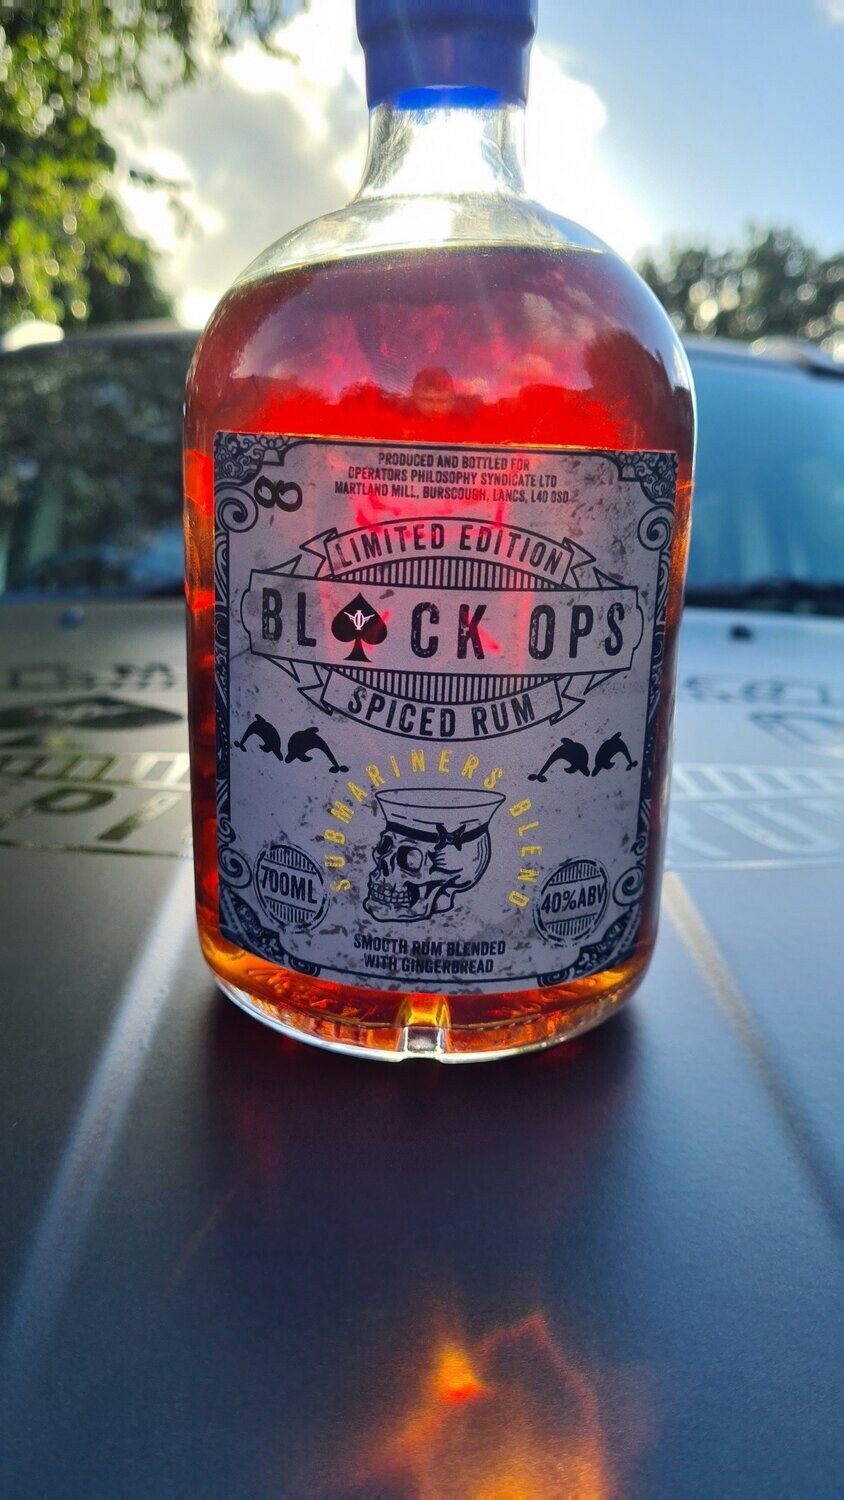 PRODUCED AND BOTTLED FOR
OPERATORS PHILOSOPHY SYNDICATE LTD
MARTLAND MILL, BURSCOUGH, LANCS, L40 0SD
8
LIMITED EDITION
BL♠CK OPS
SPICED RUM
SUBMARINERS BLEND
700ML
40%ABV
SMOOTH RUM BLENDED
WITH GINGERBREAD